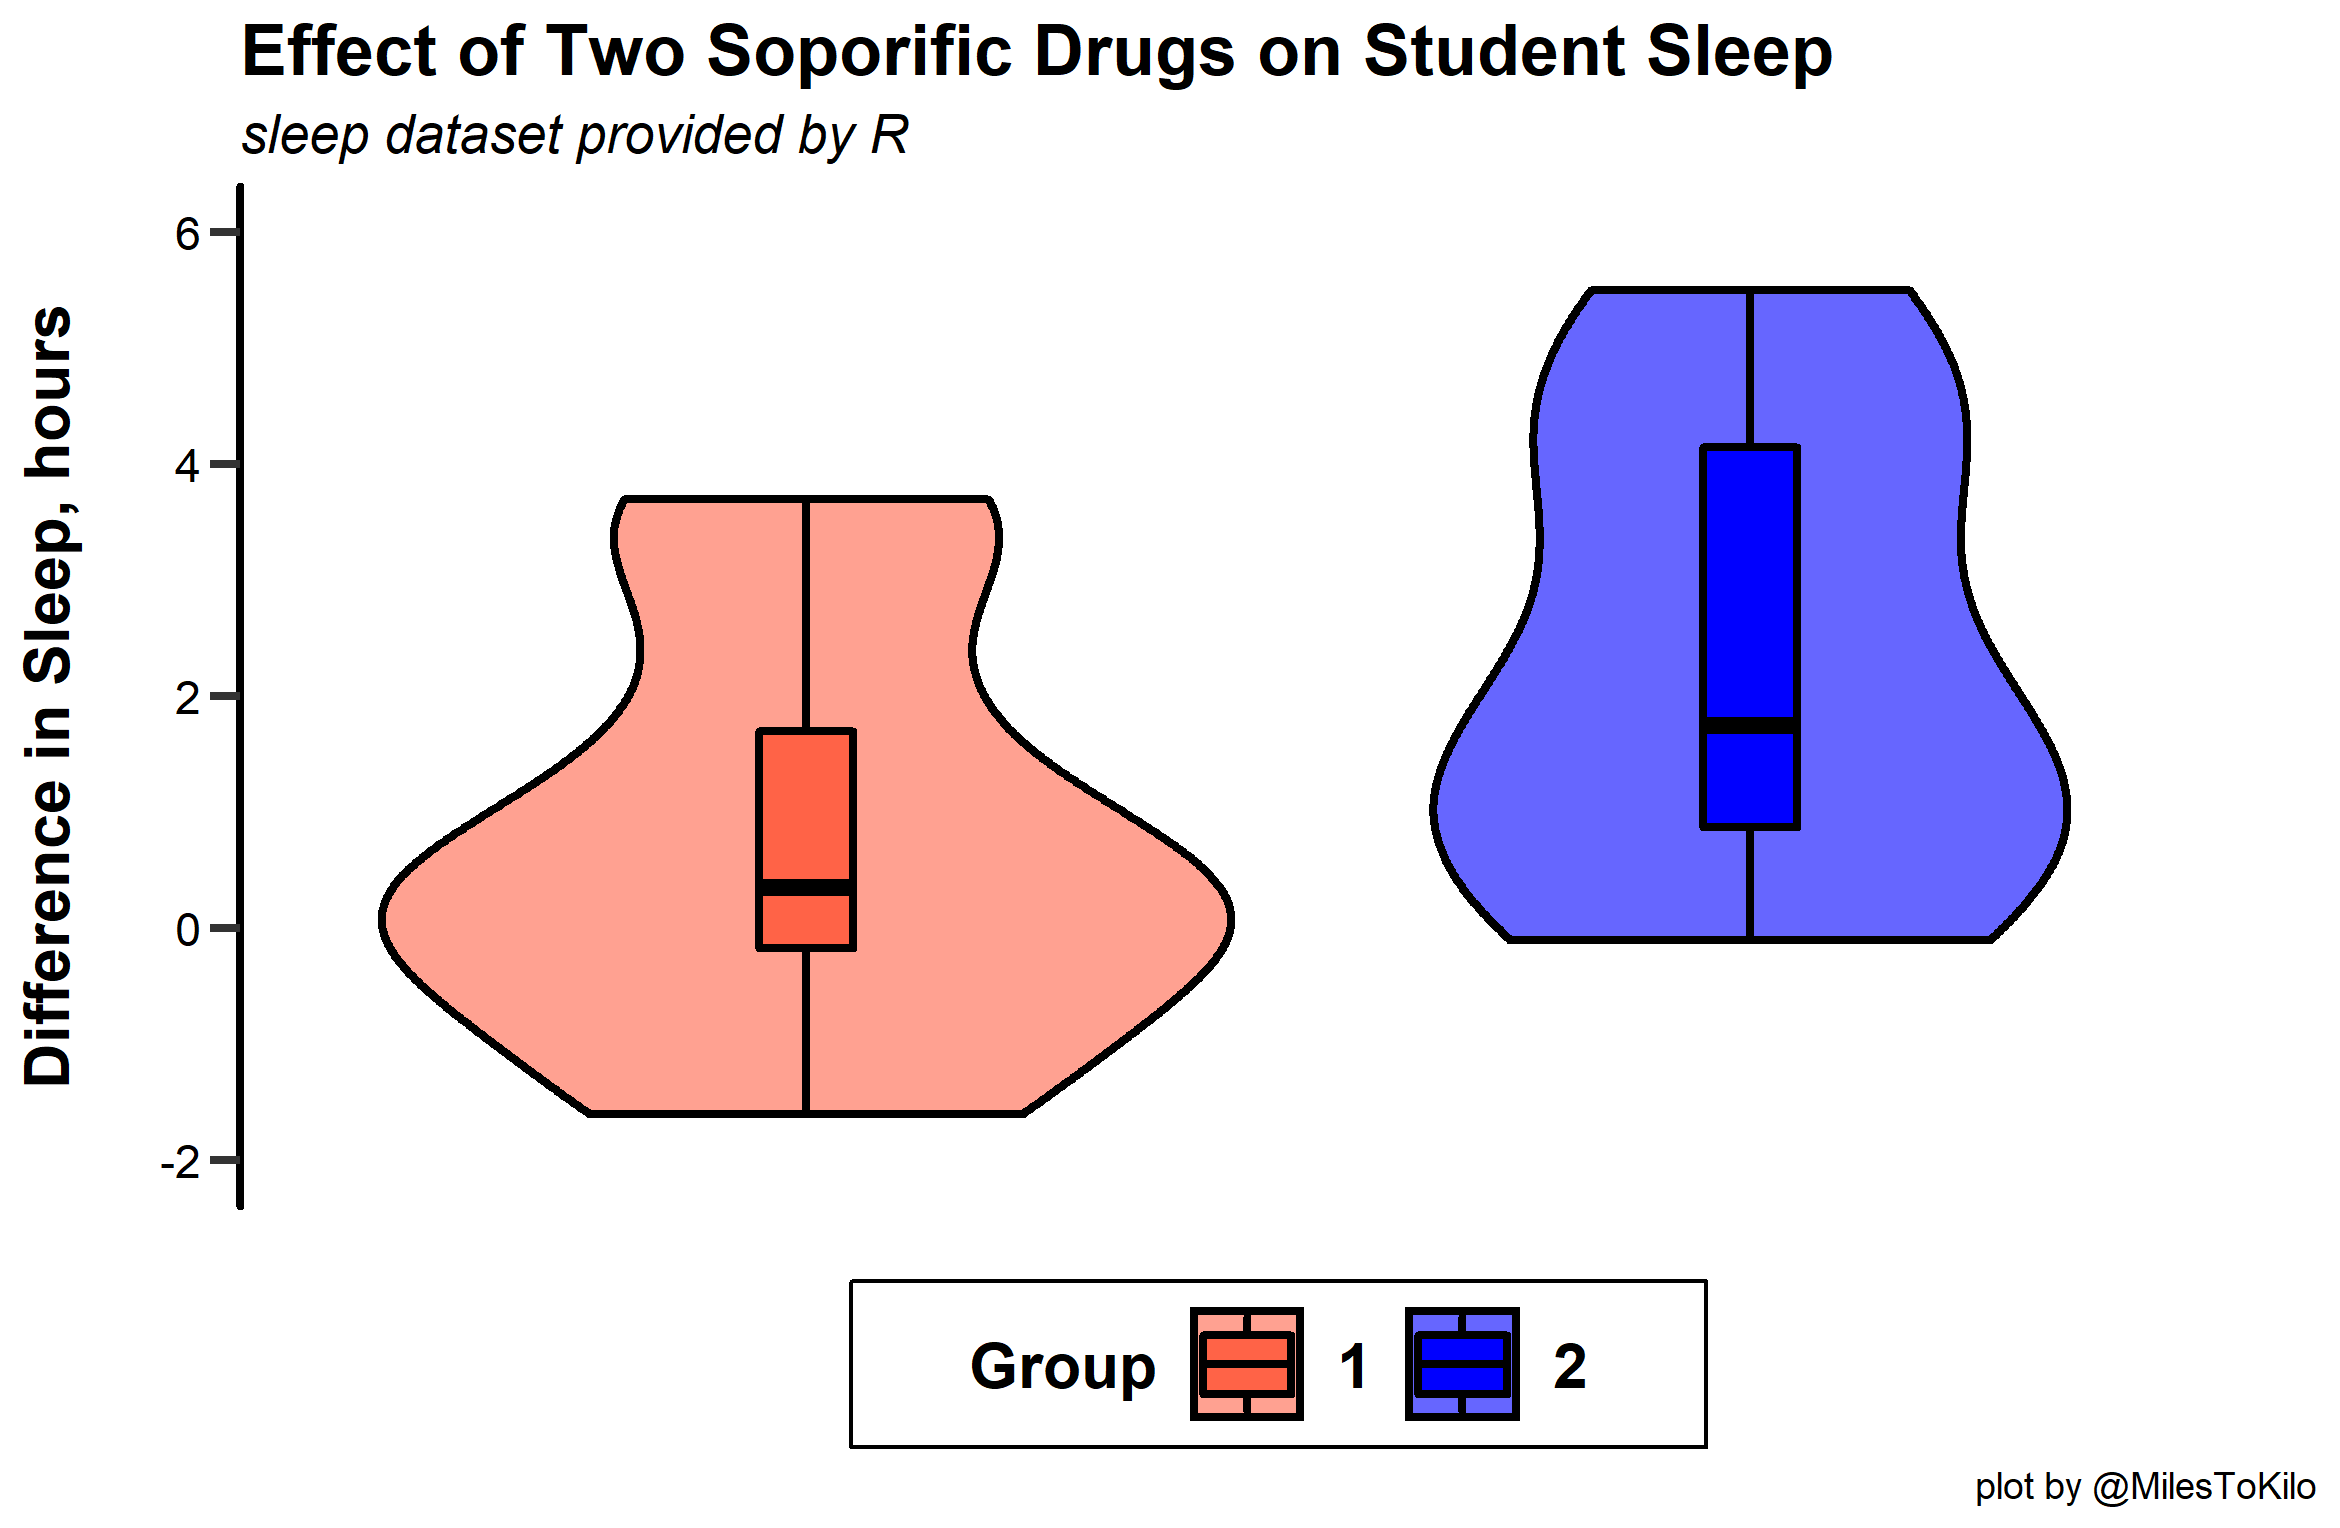 Effect of Two Soporific Drugs on Student Sleep
sleep dataset provided by R
Difference in Sleep, hours
6
4
2
0
-2
Group 1 2
plot by @MilesToKilo